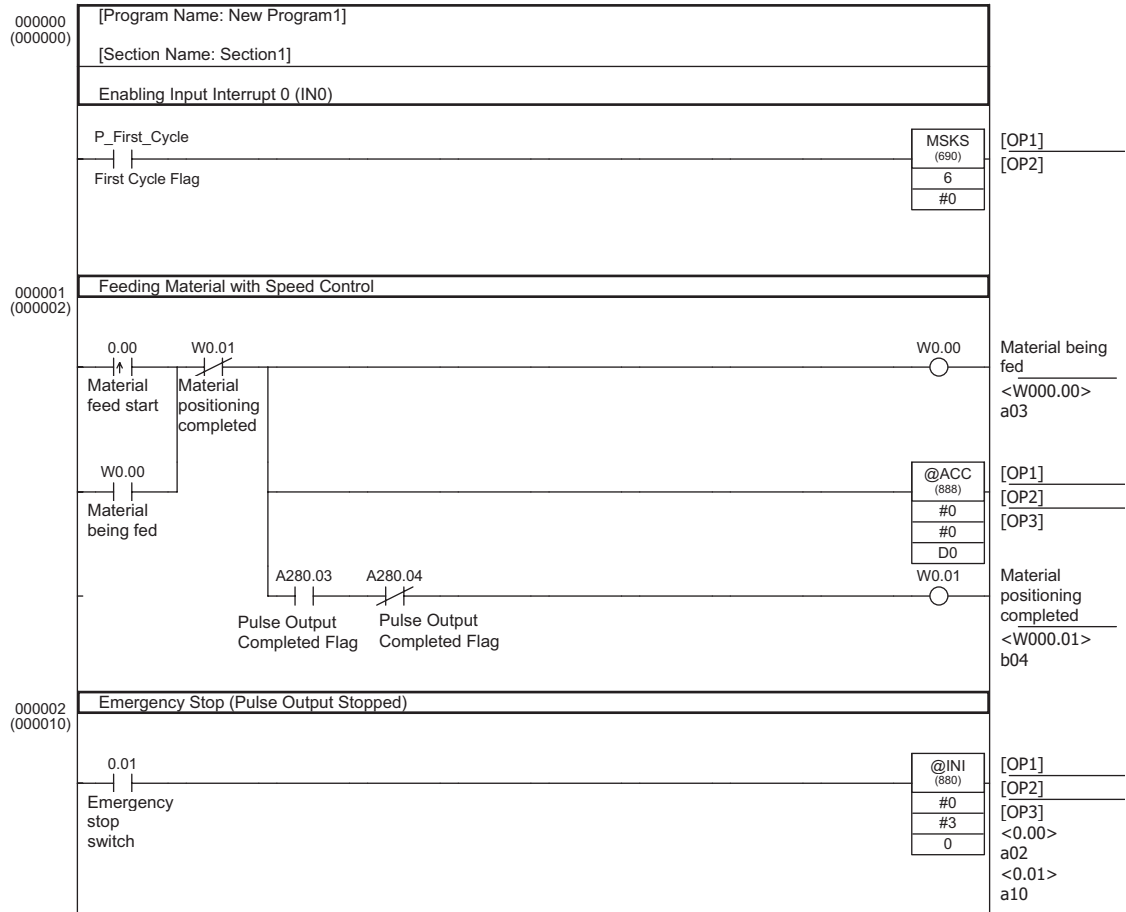 000000
(000000)
[Program Name: New Program1]
[Section Name: Section1]
Enabling Input Interrupt 0 (IN0)
P_First_Cycle
First Cycle Flag
MSKS
(690)
6
#0
[OP1]
[OP2]
000001
(000002)
Feeding Material with Speed Control
0.00
Material
feed start
W0.01
Material
positioning
completed
W0.00
Material being
fed
<W000.00>
a03
W0.00
Material
being fed
@ACC
(888)
#0
#0
D0
[OP1]
[OP2]
[OP3]
A280.03
Pulse Output
Completed Flag
A280.04
Pulse Output
Completed Flag
W0.01
Material
positioning
completed
<W000.01>
b04
000002
(000010)
Emergency Stop (Pulse Output Stopped)
0.01
Emergency
stop
switch
@INI
(880)
#0
#3
0
[OP1]
[OP2]
[OP3]
<0.00>
a02
<0.01>
a10